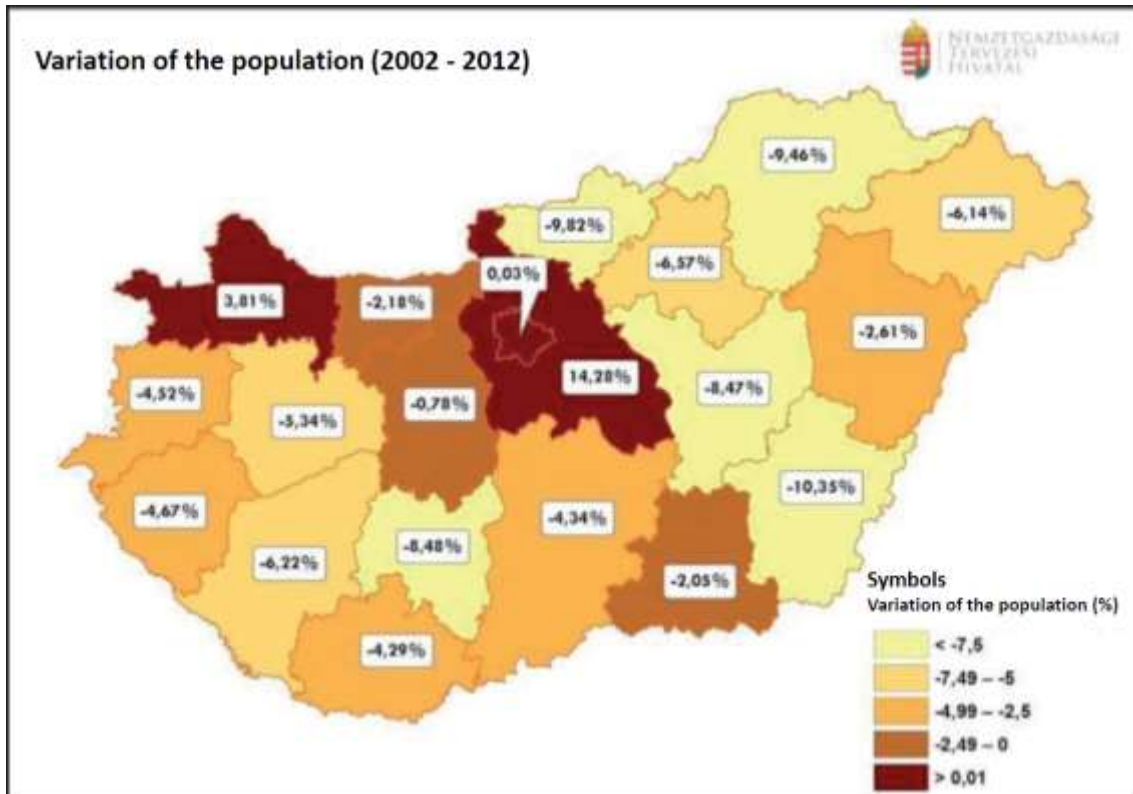 Variation of the population (2002 - 2012)
NEMZETGAZDASÁGI
TERVEZÉSI
HIVATAL
-9,46%
-6,14%
-9,82%
-6,57%
0,03%
3,81%
-2,18%
-2,61%
14,28%
-8,47%
-4,52%
-0,78%
-5,34%
-10,35%
-4,67%
-4,34%
-8,48%
-6,22%
-2,05%
-4,29%
Symbols
Variation of the population (%)
< -7,5
-7,49 – -5
-4,99 – -2,5
-2,49 – 0
> 0,01